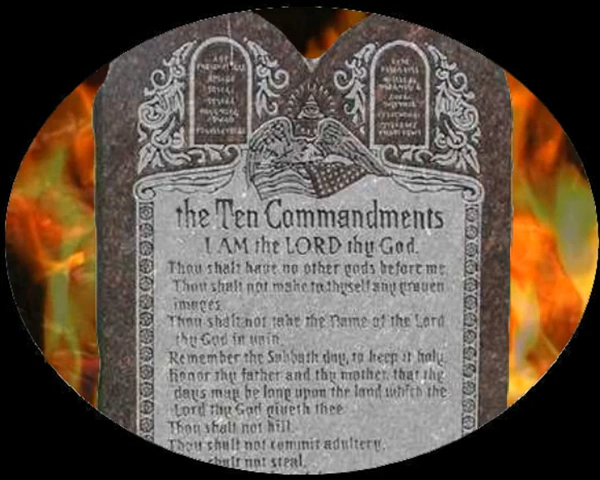 the Ten Commandments
I AM the LORD thy God.
Thou shalt have no other gods before me.
Thou shalt not make to thyself any graven
images.
Thou shalt not take the Name of the Lord
thy God in vain.
Remember the Sabbath day, to keep it holy.
Honor thy father and thy mother, that thy
days may be long upon the land which the
Lord thy God giveth thee.
Thou shalt not kill.
Thou shalt not commit adultery.
shalt not steal.